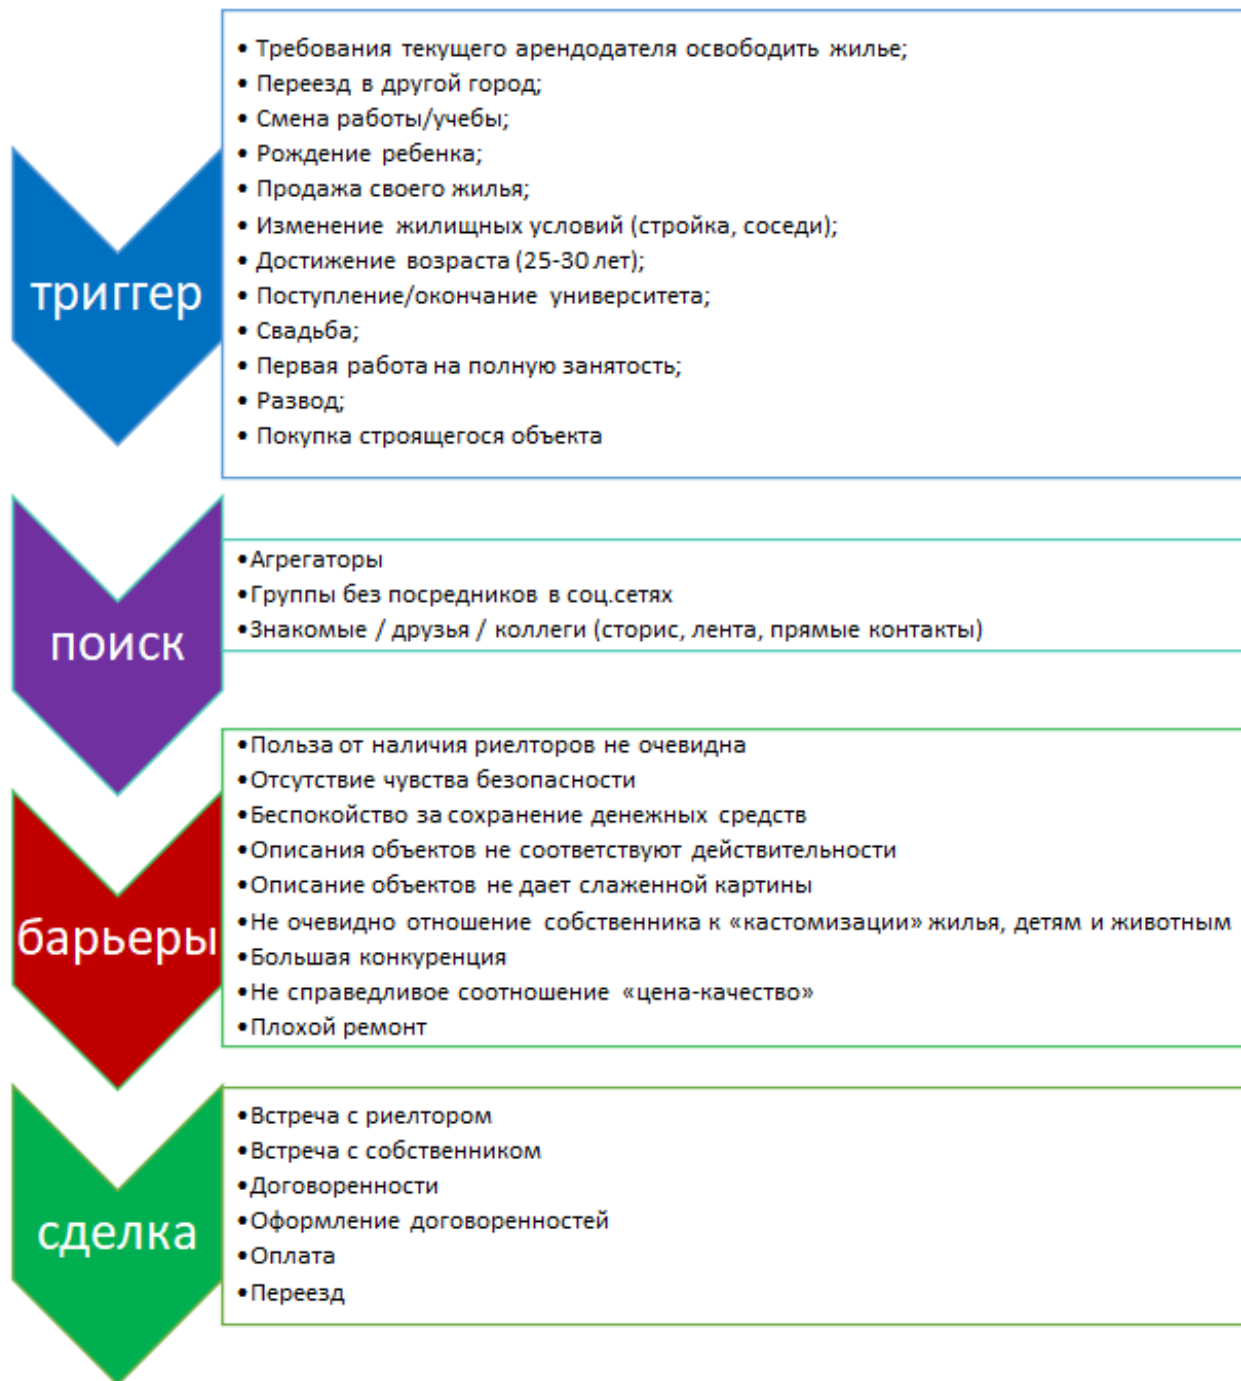 триггер
• Требования текущего арендодателя освободить жилье;
• Переезд в другой город;
• Смена работы/учебы;
• Рождение ребенка;
• Продажа своего жилья;
• Изменение жилищных условий (стройка, соседи);
• Достижение возраста (25-30 лет);
• Поступление/окончание университета;
• Свадьба;
• Первая работа на полную занятость;
• Развод;
• Покупка строящегося объекта
поиск
•Агрегаторы
•Группы без посредников в соц.сетях
•Знакомые / друзья / коллеги (сторис, лента, прямые контакты)
барьеры
•Польза от наличия риелторов не очевидна
•Отсутствие чувства безопасности
•Беспокойство за сохранение денежных средств
•Описания объектов не соответствуют действительности
•Описание объектов не дает слаженной картины
•Не очевидно отношение собственника к «кастомизации» жилья, детям и животным
•Большая конкуренция
•Не справедливое соотношение «цена-качество»
•Плохой ремонт
сделка
•Встреча с риелтором
•Встреча с собственником
•Договоренности
•Оформление договоренностей
•Оплата
•Переезд